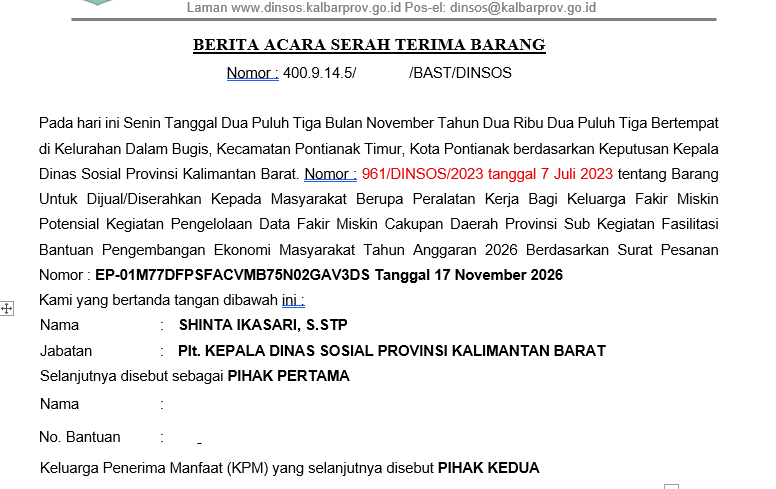 Laman www.dinsos.kalbarprov.go.id Pos-el: dinsos@kalbarprov.go.id
BERITA ACARA SERAH TERIMA BARANG
Nomor : 400.9.14.5/ /BAST/DINSOS
Pada hari ini Senin Tanggal Dua Puluh Tiga Bulan November Tahun Dua Ribu Dua Puluh Tiga Bertempat
di Kelurahan Dalam Bugis, Kecamatan Pontianak Timur, Kota Pontianak berdasarkan Keputusan Kepala
Dinas Sosial Provinsi Kalimantan Barat. Nomor : 961/DINSOS/2023 tanggal 7 Juli 2023 tentang Barang
Untuk Dijual/Diserahkan Kepada Masyarakat Berupa Peralatan Kerja Bagi Keluarga Fakir Miskin
Potensial Kegiatan Pengelolaan Data Fakir Miskin Cakupan Daerah Provinsi Sub Kegiatan Fasilitasi
Bantuan Pengembangan Ekonomi Masyarakat Tahun Anggaran 2026 Berdasarkan Surat Pesanan
Nomor : EP-01M77DFPSFACVMB75N02GAV3DS Tanggal 17 November 2026
Kami yang bertanda tangan dibawah ini :
Nama : SHINTA IKASARI, S.STP
Jabatan : Plt. KEPALA DINAS SOSIAL PROVINSI KALIMANTAN BARAT
Selanjutnya disebut sebagai PIHAK PERTAMA
Nama :
No. Bantuan : -
Keluarga Penerima Manfaat (KPM) yang selanjutnya disebut PIHAK KEDUA